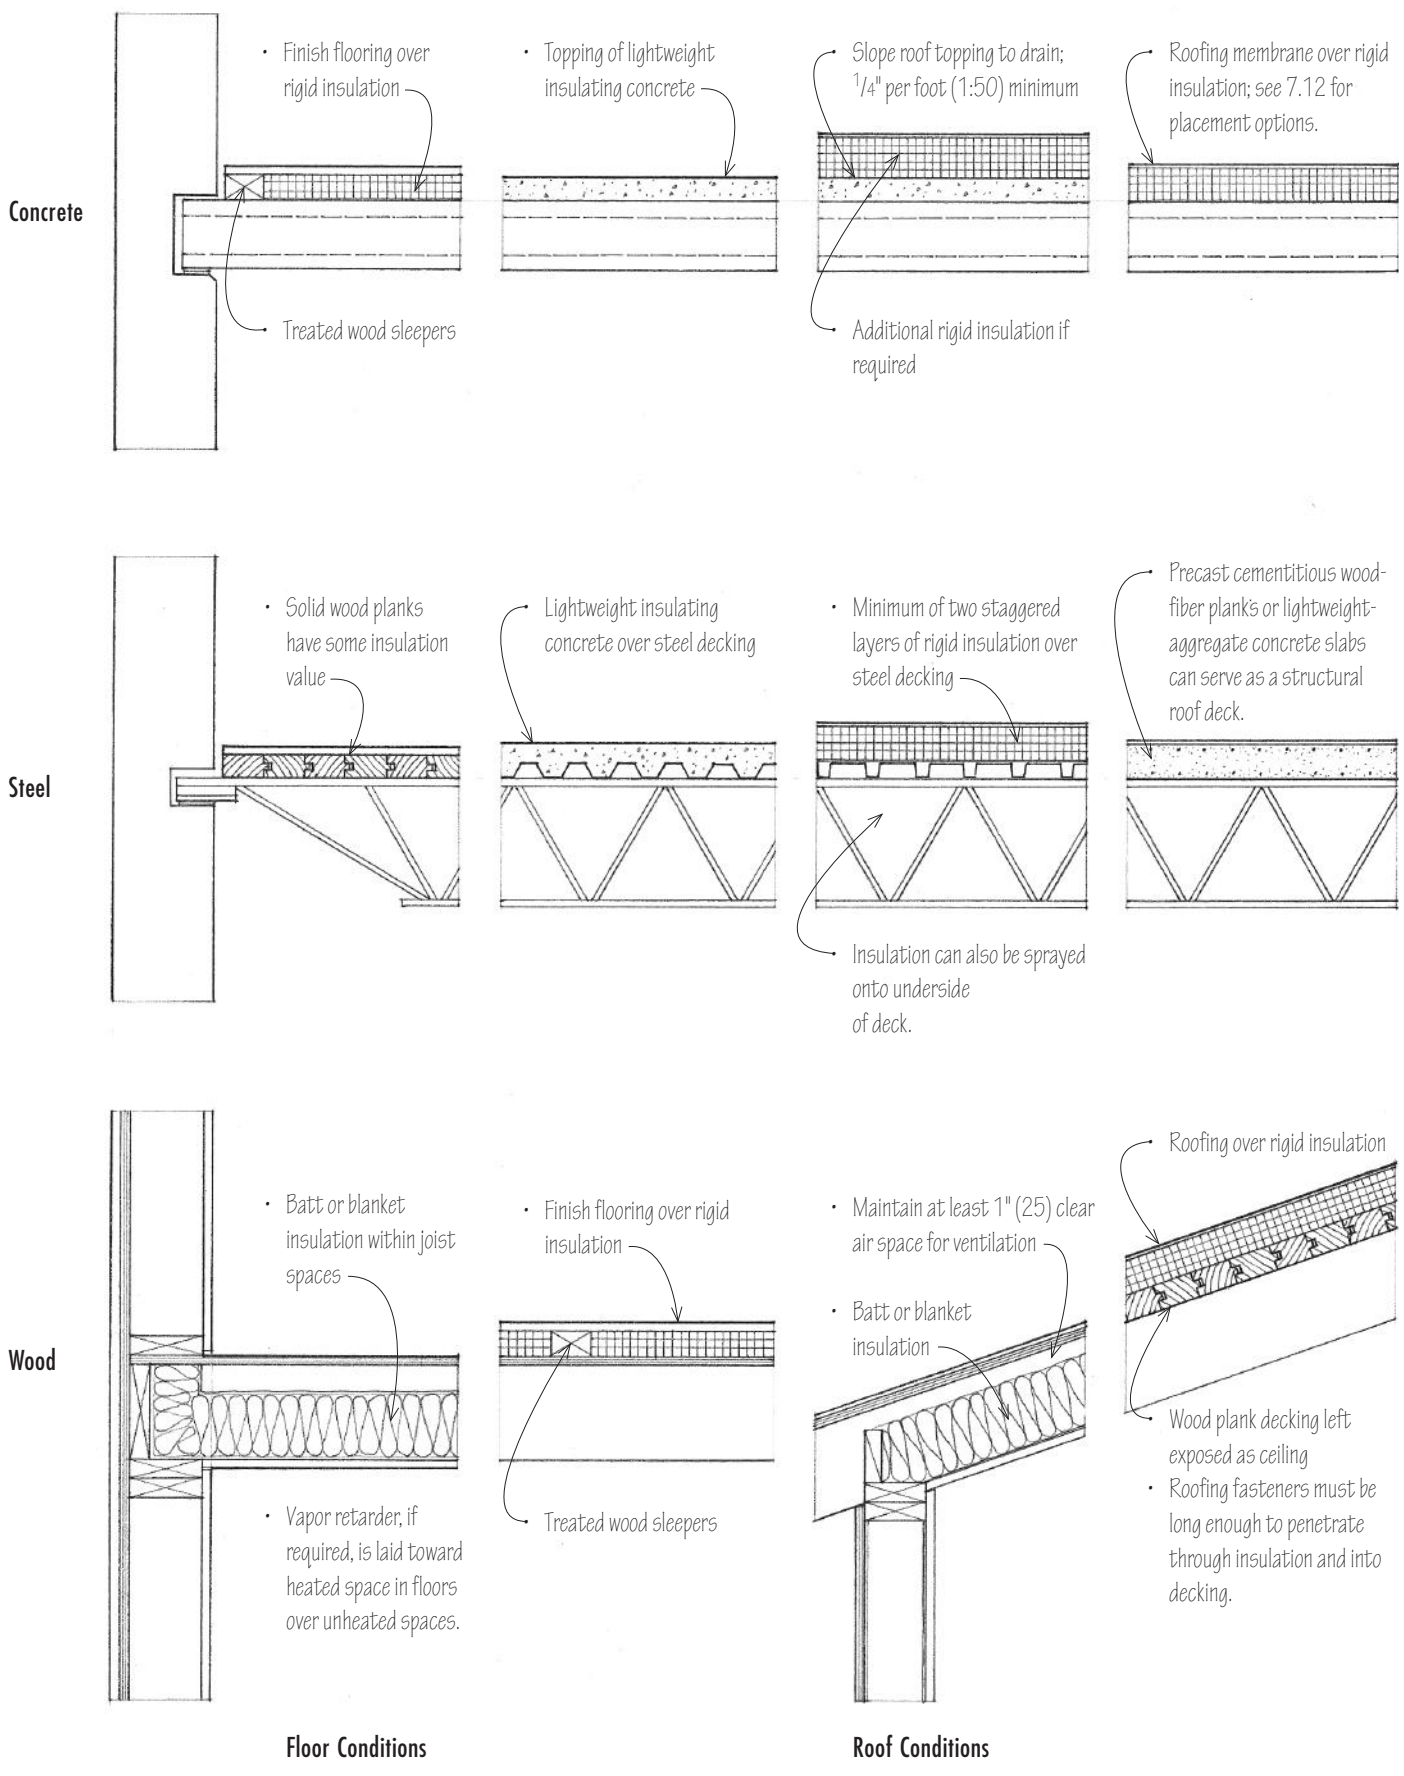 Concrete
• Finish flooring over
rigid insulation
• Treated wood sleepers
• Topping of lightweight
insulating concrete
• Slope roof topping to drain;
1/4" per foot (1:50) minimum
• Additional rigid insulation if
required
• Roofing membrane over rigid
insulation; see 7.12 for
placement options.
Steel
• Solid wood planks
have some insulation
value
• Lightweight insulating
concrete over steel decking
• Minimum of two staggered
layers of rigid insulation over
steel decking
• Insulation can also be sprayed
onto underside
of deck.
• Precast cementitious wood-
fiber planks or lightweight-
aggregate concrete slabs
can serve as a structural
roof deck.
Wood
• Batt or blanket
insulation within joist
spaces
• Vapor retarder, if
required, is laid toward
heated space in floors
over unheated spaces.
• Finish flooring over rigid
insulation
• Treated wood sleepers
• Maintain at least 1" (25) clear
air space for ventilation
• Batt or blanket
insulation
• Roofing over rigid insulation
• Wood plank decking left
exposed as ceiling
• Roofing fasteners must be
long enough to penetrate
through insulation and into
decking.
Floor Conditions
Roof Conditions